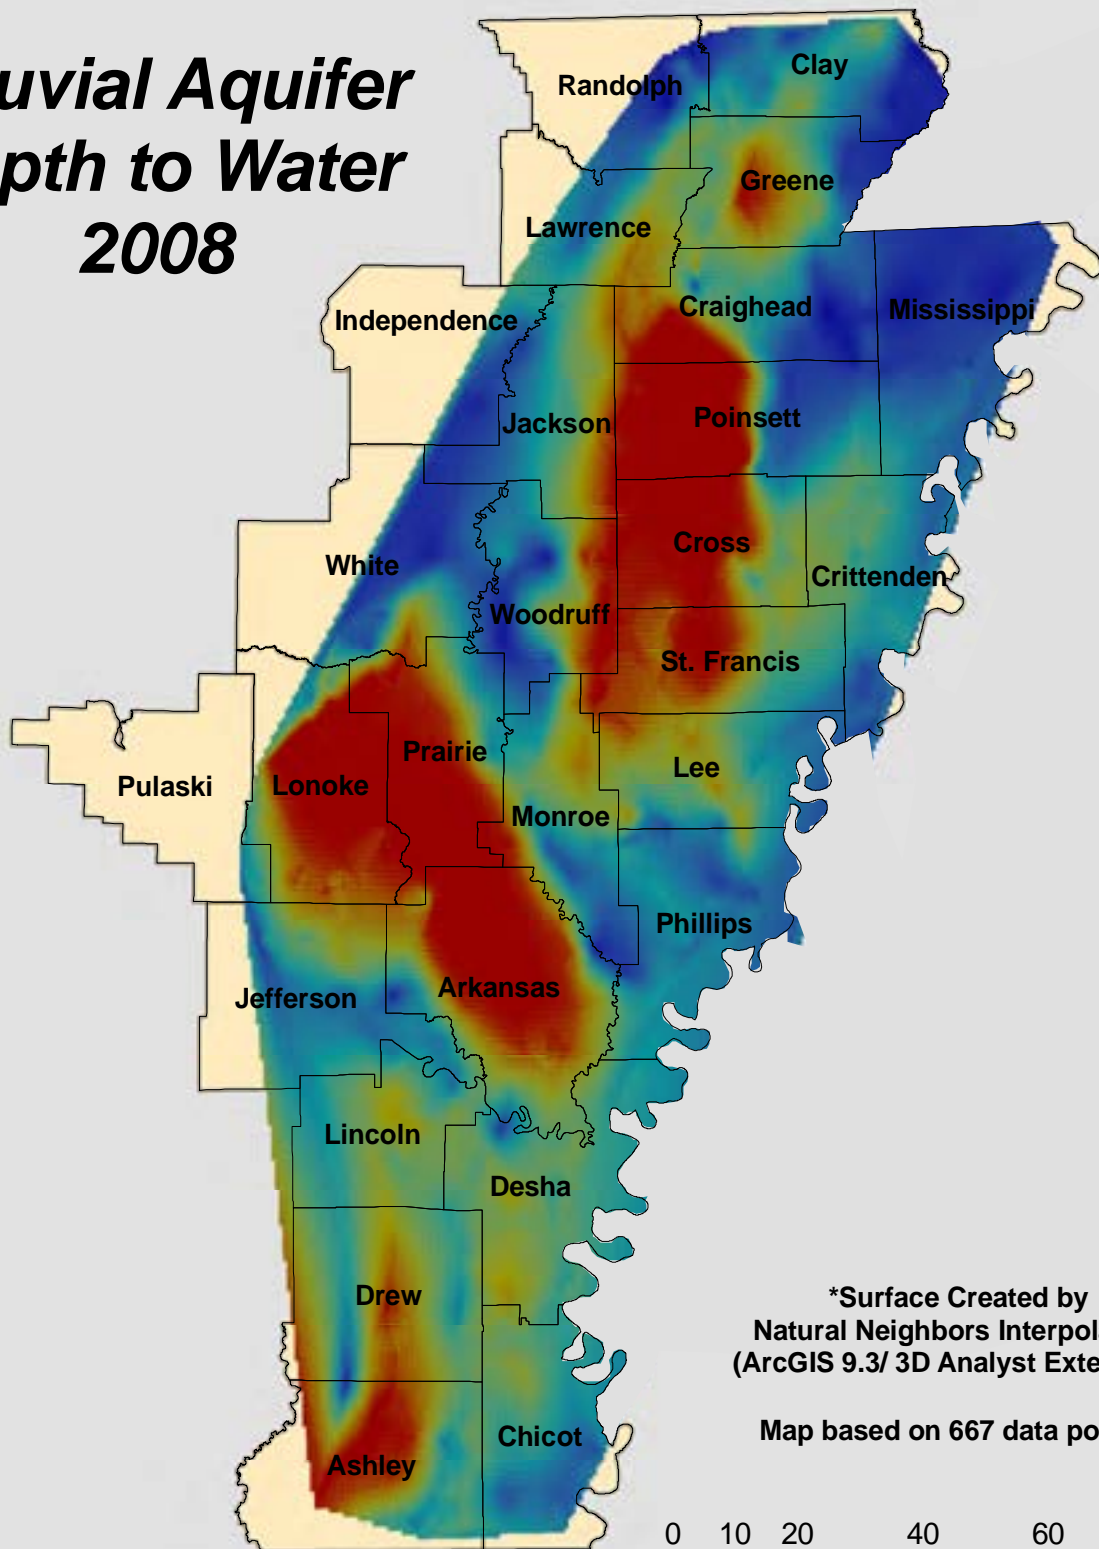 uvial Aquifer
pth to Water
2008
Randolph
Clay
Greene
Lawrence
Independence
Craighead
Mississippi
Jackson
Poinsett
Cross
White
Crittenden
Woodruff
St. Francis
Prairie
Lee
Pulaski
Lonoke
Monroe
Phillips
Arkansas
Jefferson
Lincoln
Desha
Drew
*Surface Created by
Natural Neighbors Interpola
(ArcGIS 9.3/ 3D Analyst Exte
Map based on 667 data po
Chicot
Ashley
0 10 20 40 60